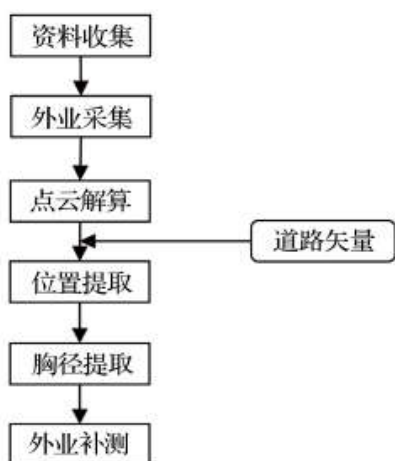 资料收集
外业采集
点云解算
道路矢量
位置提取
胸径提取
外业补测